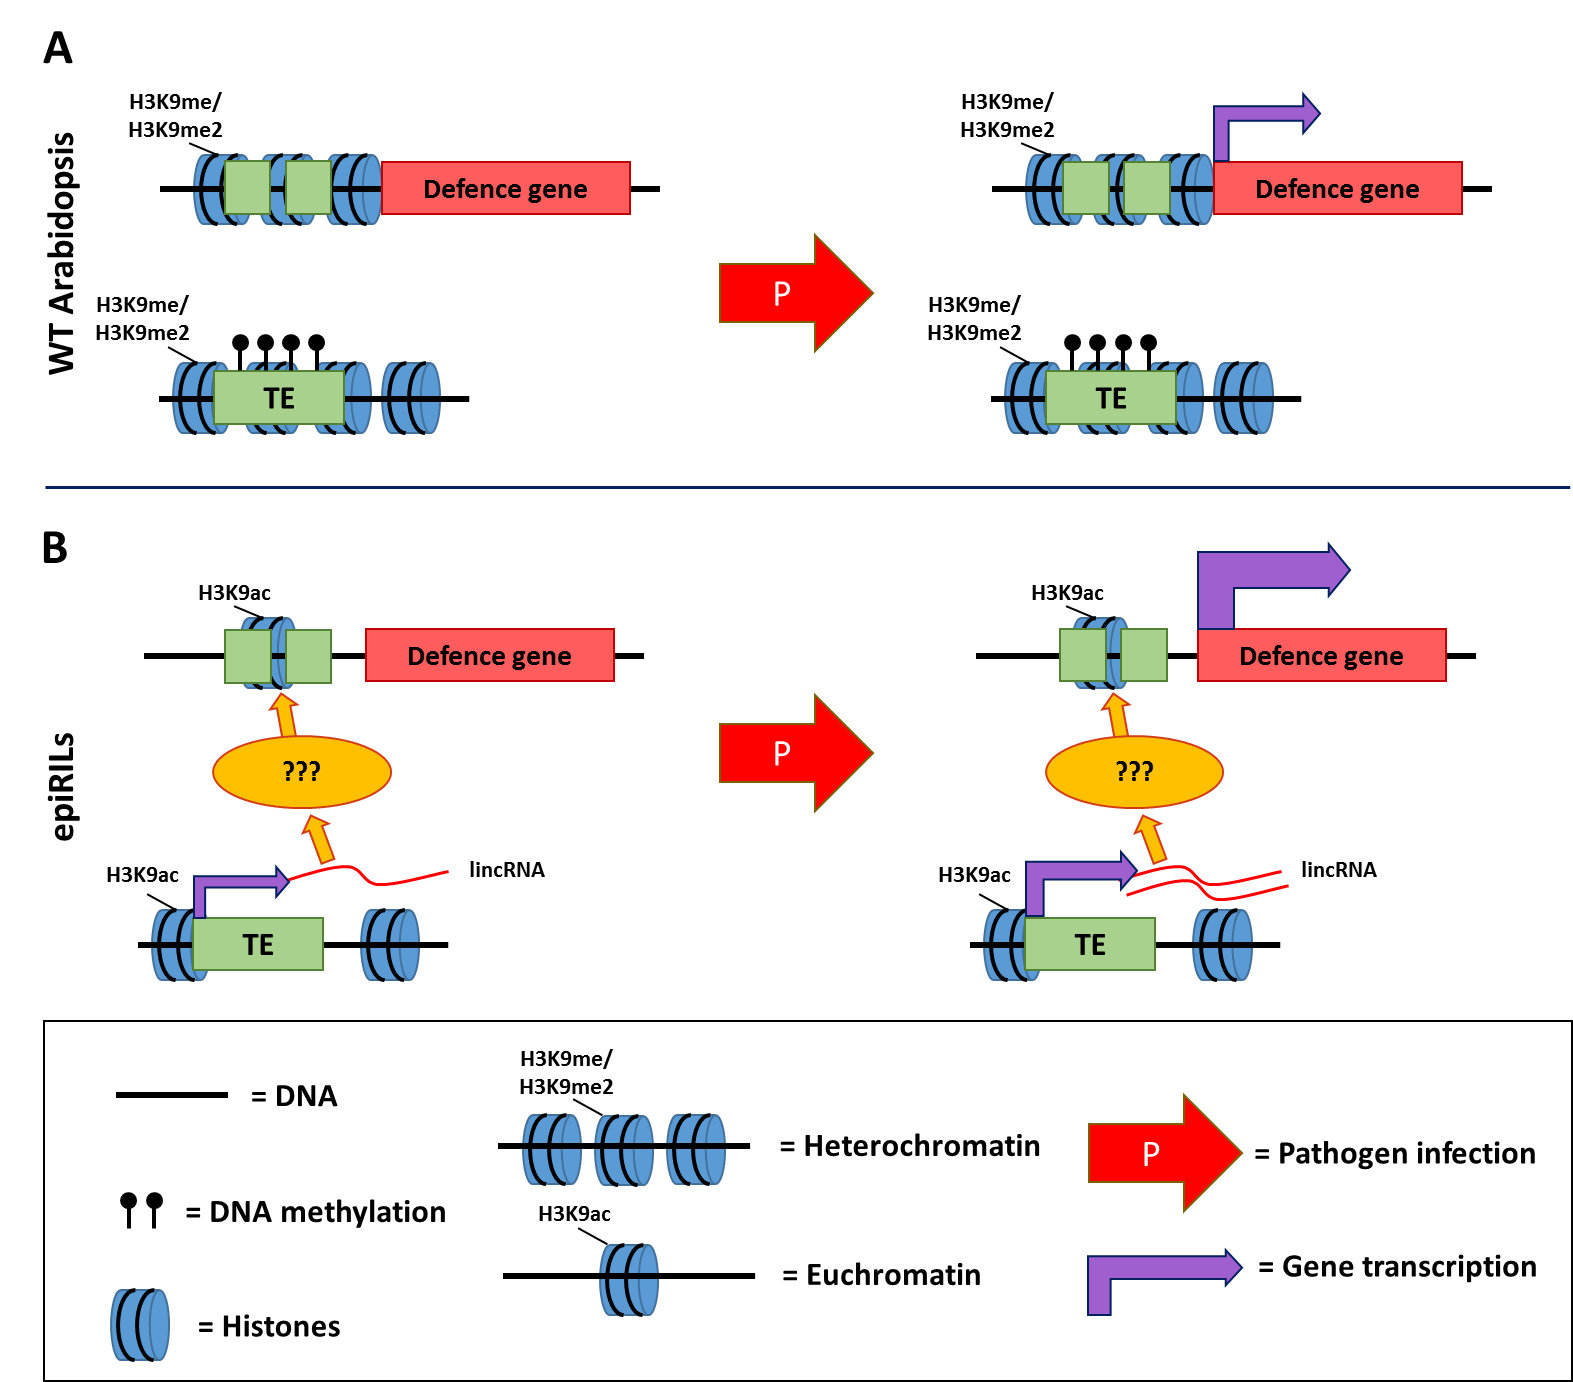 A
WT Arabidopsis
H3K9me/
H3K9me2
Defence gene
H3K9me/
H3K9me2
Defence gene
P
H3K9me/
H3K9me2
TE
H3K9me/
H3K9me2
TE
B
epiRILs
H3K9ac
Defence gene
H3K9ac
Defence gene
P
???
???
H3K9ac
lincRNA
TE
H3K9ac
lincRNA
TE
= DNA
= DNA methylation
= Histones
H3K9me/
H3K9me2
= Heterochromatin
H3K9ac
= Euchromatin
P
= Pathogen infection
= Gene transcription